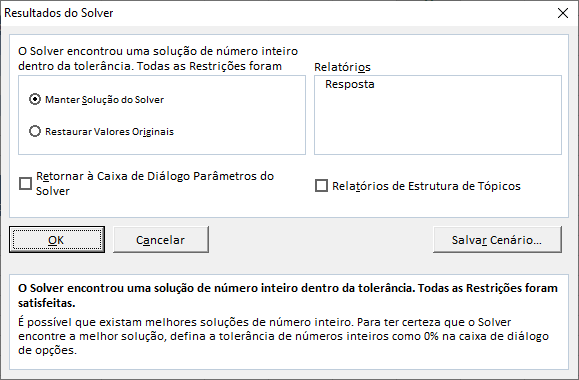 Resultados do Solver
O Solver encontrou uma solução de número inteiro
dentro da tolerância. Todas as Restrições foram
Relatórios
Resposta
Manter Solução do Solver
Restaurar Valores Originais
Retornar à Caixa de Diálogo Parâmetros do
Solver
Relatórios de Estrutura de Tópicos
OK
Cancelar
Salvar Cenário...
O Solver encontrou uma solução de número inteiro dentro da tolerância. Todas as Restrições foram
satisfeitas.
É possível que existam melhores soluções de número inteiro. Para ter certeza que o Solver
encontre a melhor solução, defina a tolerância de números inteiros como 0% na caixa de diálogo
de opções.